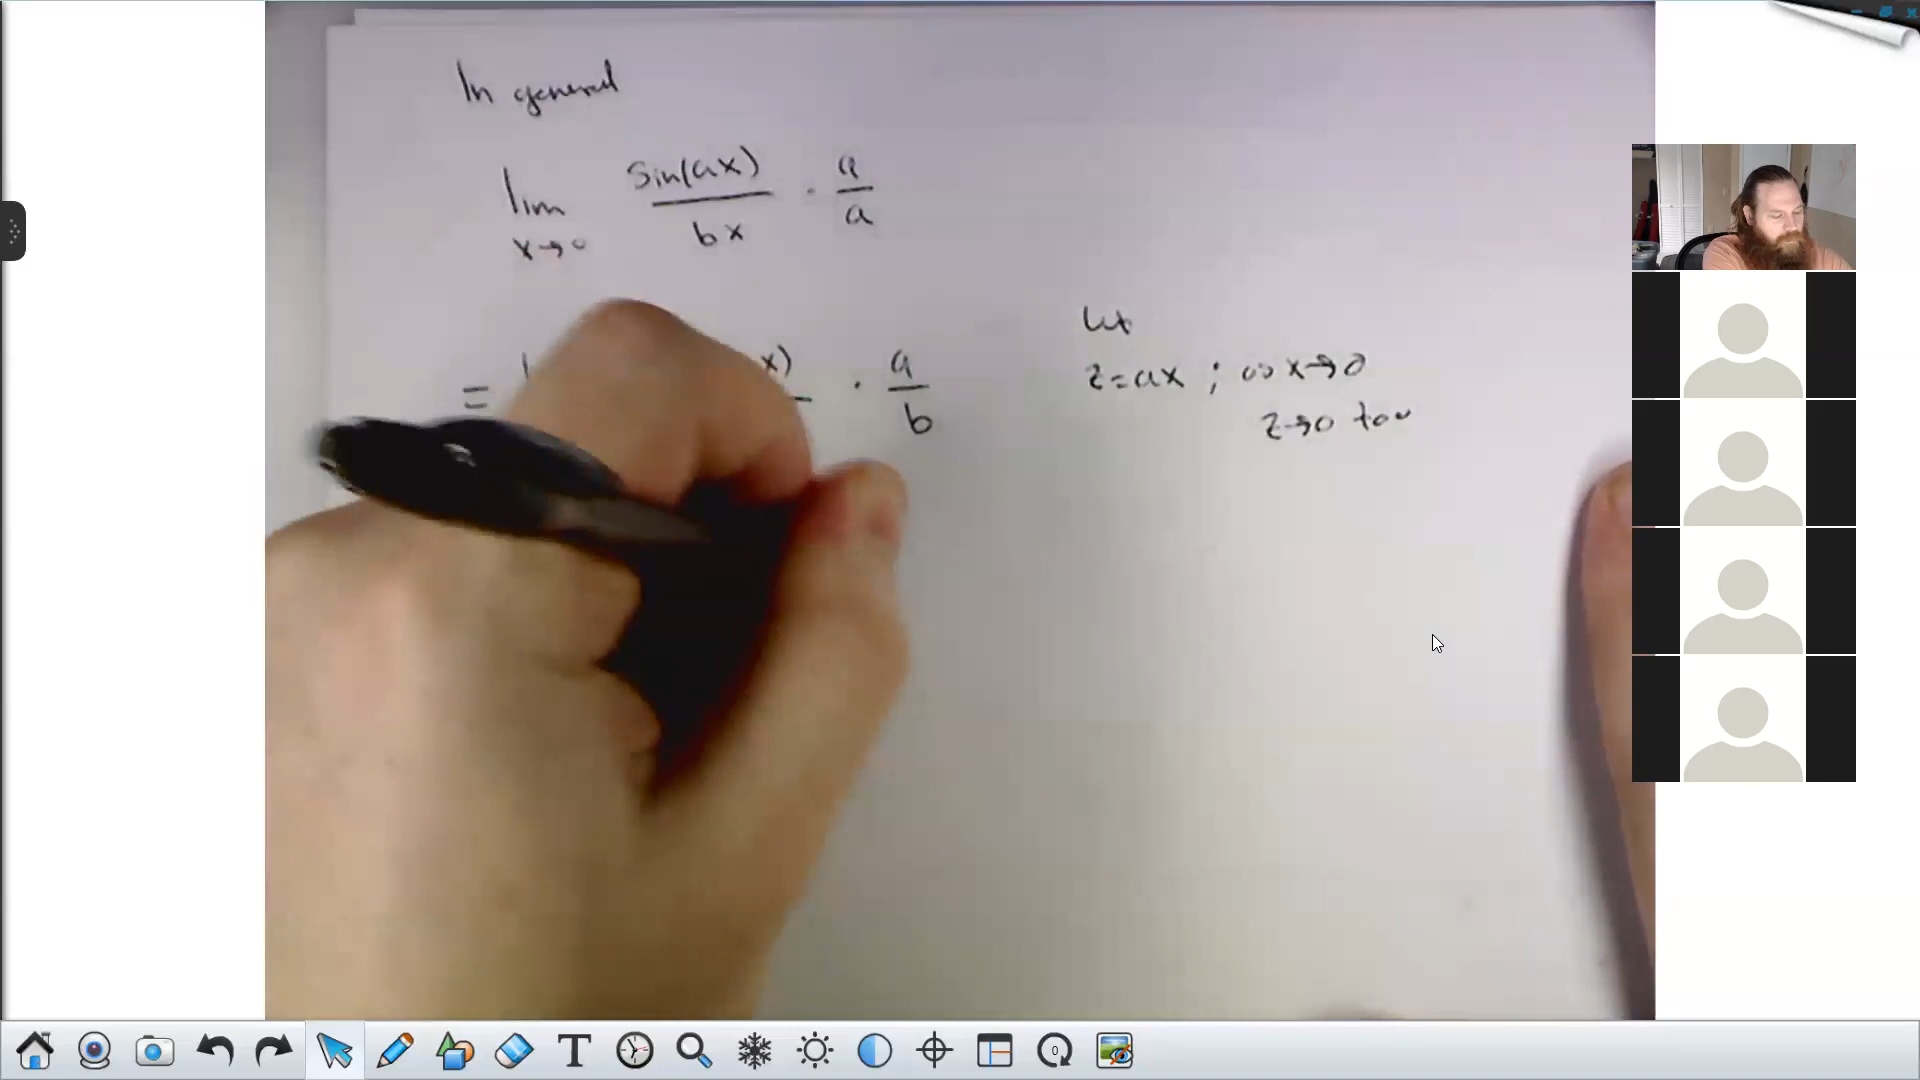 In general
lim x→0 sin(ax)/bx · a/a
= x) · a/b
let
z=ax ; as x→0
z→0 too